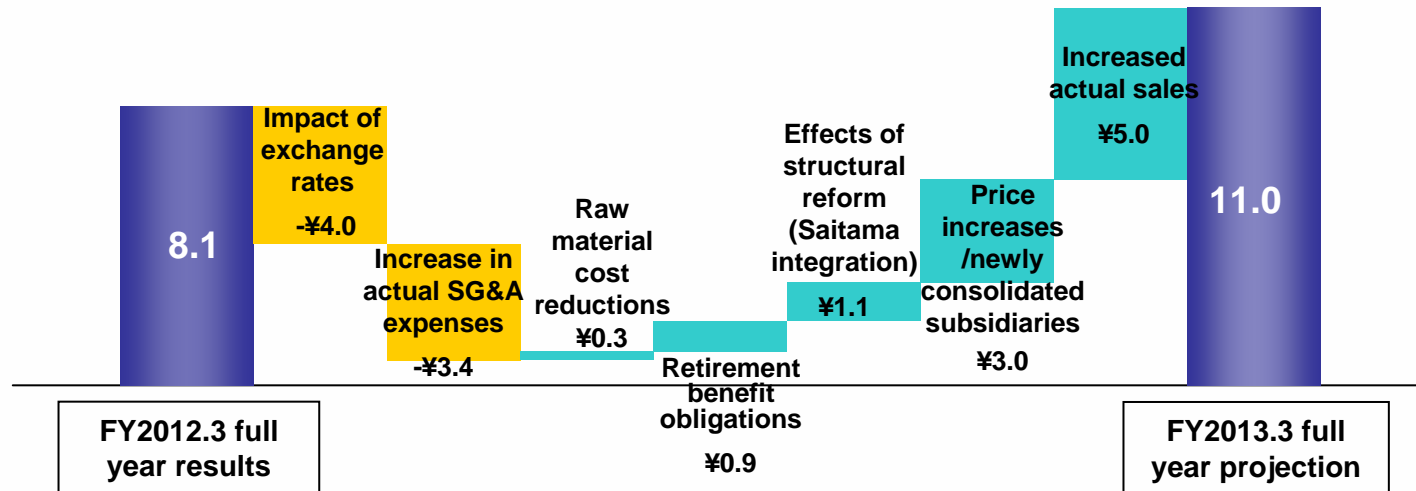 8.1
Impact of
exchange
rates
-¥4.0
Increase in
actual SG&A
expenses
-¥3.4
Raw
material
cost
reductions
¥0.3
Retirement
benefit
obligations
¥0.9
Effects of
structural
reform
(Saitama
integration)
¥1.1
Price
increases
/newly
consolidated
subsidiaries
¥3.0
Increased
actual sales
¥5.0
11.0
FY2012.3 full
year results
FY2013.3 full
year projection